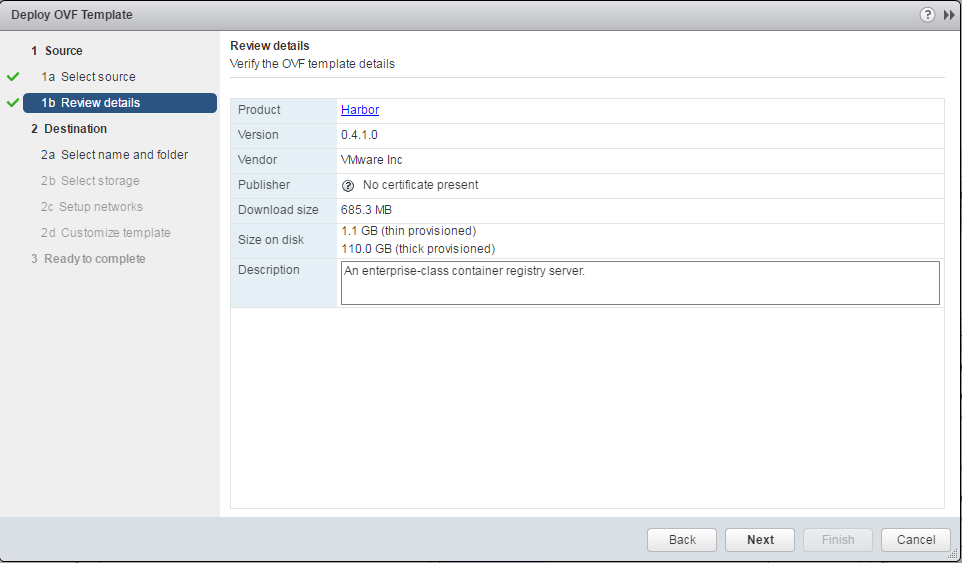 Deploy OVF Template
?
1 Source
1a Select source
1b Review details
2 Destination
2a Select name and folder
2b Select storage
2c Setup networks
2d Customize template
3 Ready to complete
Review details
Verify the OVF template details
Product Harbor
Version 0.4.1.0
Vendor VMware Inc
Publisher ? No certificate present
Download size 685.3 MB
Size on disk 1.1 GB (thin provisioned)
110.0 GB (thick provisioned)
Description An enterprise-class container registry server.
Back Next Finish Cancel